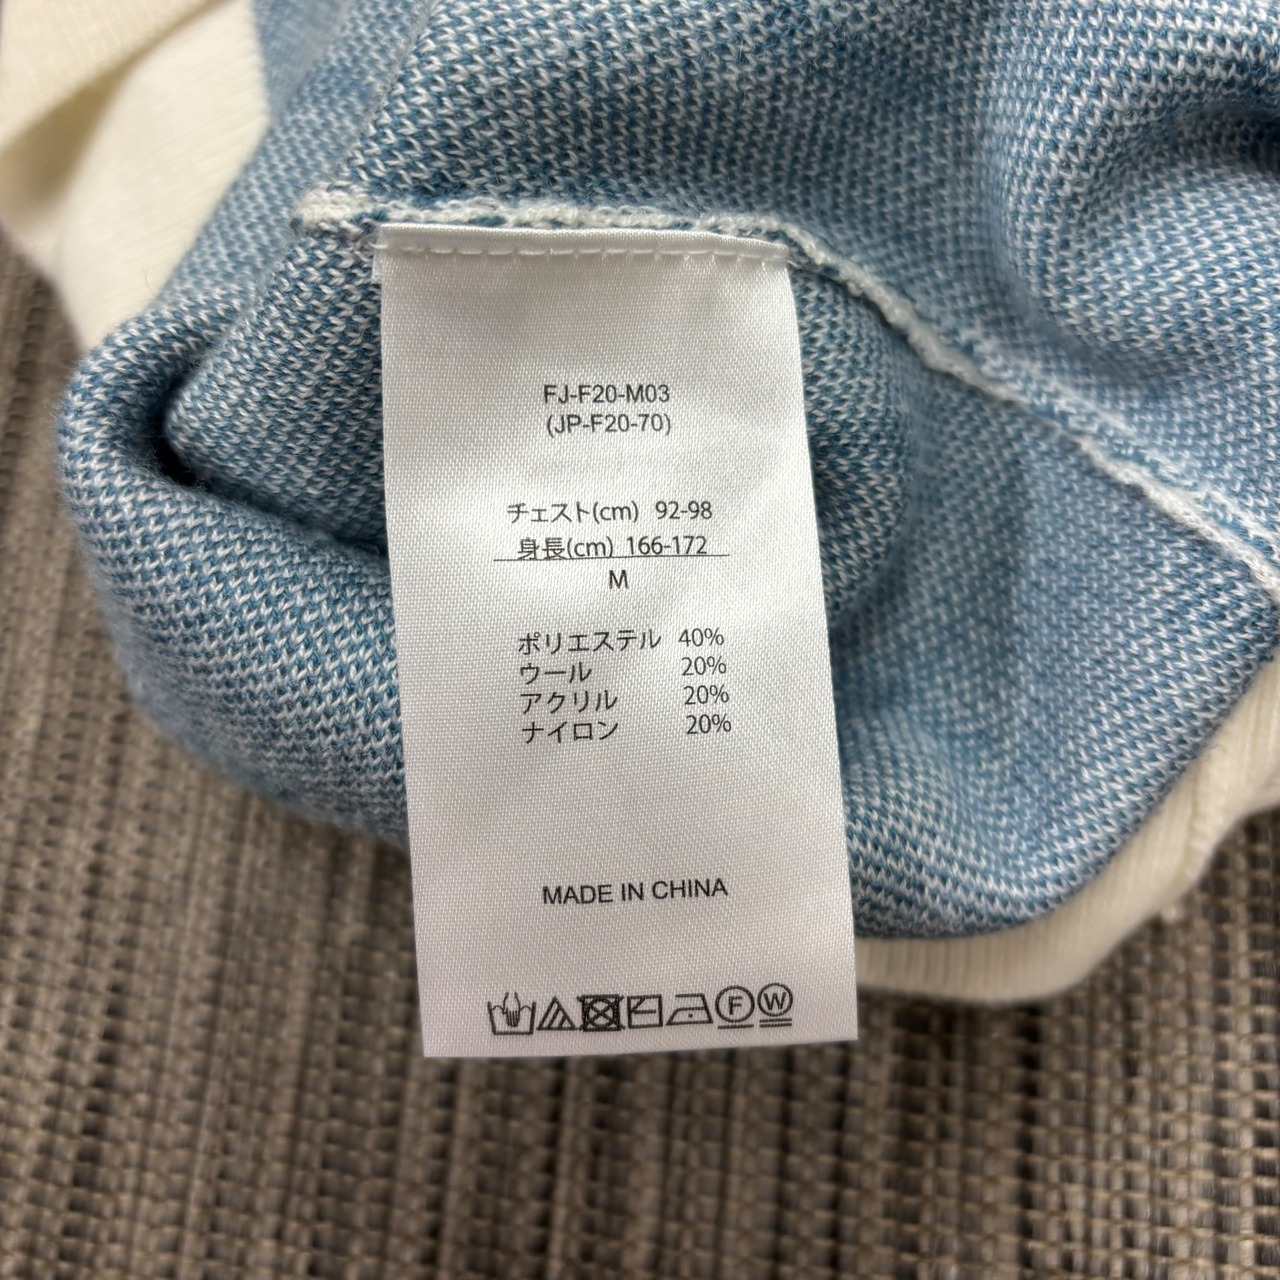 FJ-F20-M03
(JP-F20-70)
チェスト(cm) 92-98
身長(cm) 166-172
M
ポリエステル 40%
ウール 20%
アクリル 20%
ナイロン 20%
MADE IN CHINA
F W